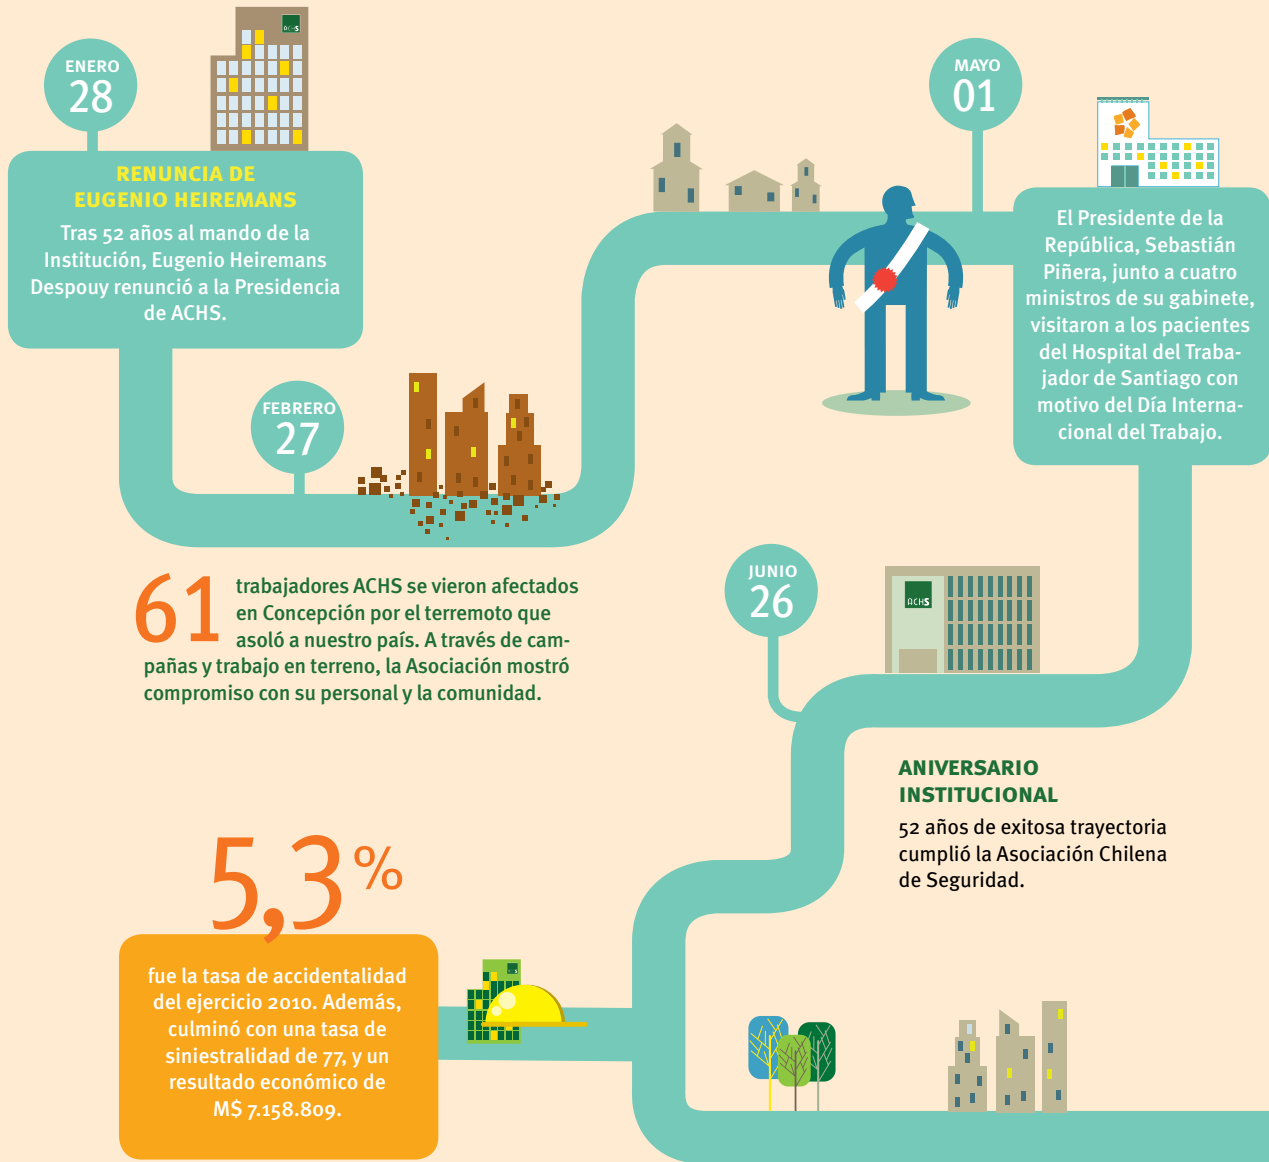 ACHS
ENERO
28
RENUNCIA DE
EUGENIO HEIREMANS
Tras 52 años al mando de la
Institución, Eugenio Heiremans
Despouy renunció a la Presidencia
de ACHS.
FEBRERO
27
61
trabajadores ACHS se vieron afectados
en Concepción por el terremoto que
asoló a nuestro país. A través de cam-
pañas y trabajo en terreno, la Asociación mostró
compromiso con su personal y la comunidad.
MAYO
01
El Presidente de la
República, Sebastián
Piñera, junto a cuatro
ministros de su gabinete,
visitaron a los pacientes
del Hospital del Traba-
jador de Santiago con
motivo del Día Interna-
cional del Trabajo.
JUNIO
26
ACHS
ANIVERSARIO
INSTITUCIONAL
52 años de exitosa trayectoria
cumplió la Asociación Chilena
de Seguridad.
5,3%
fue la tasa de accidentalidad
del ejercicio 2010. Además,
culminó con una tasa de
siniestralidad de 77, y un
resultado económico de
M$ 7.158.809.